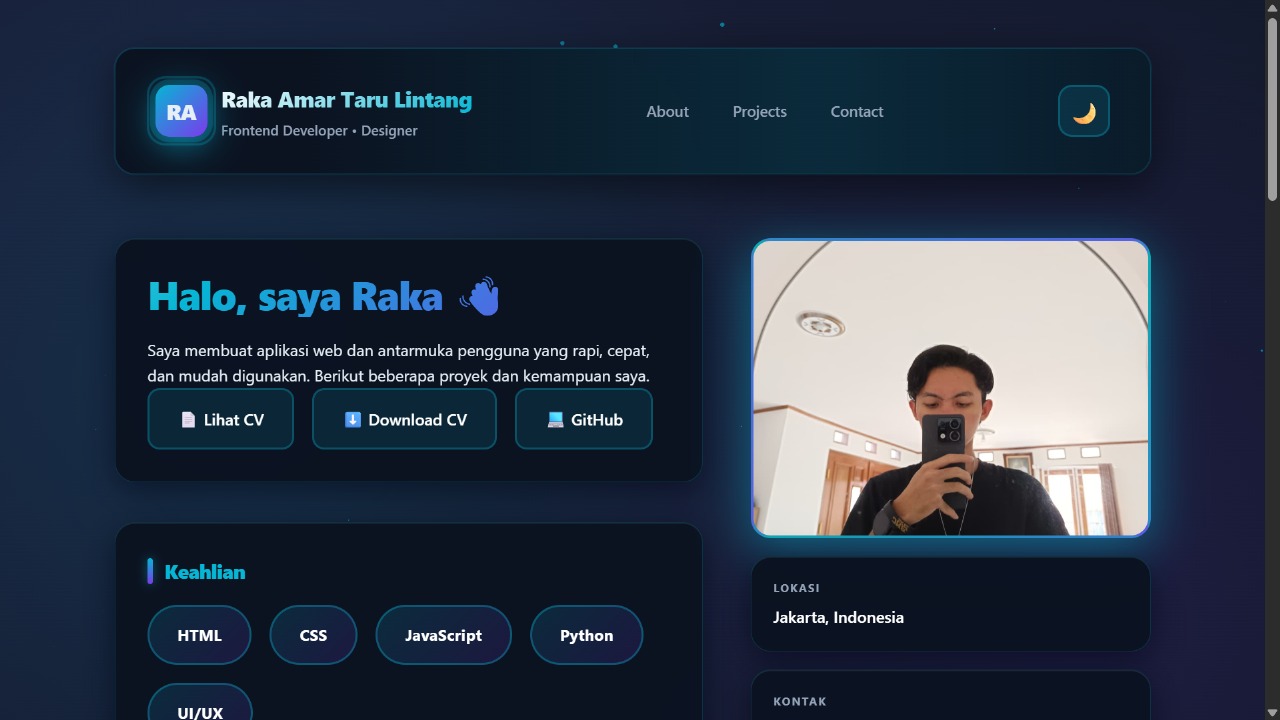 RA
Raka Amar Taru Lintang
Frontend Developer • Designer
About
Projects
Contact
Halo, saya Raka 👋
Saya membuat aplikasi web dan antarmuka pengguna yang rapi, cepat,
dan mudah digunakan. Berikut beberapa proyek dan kemampuan saya.
Lihat CV
Download CV
GitHub
Keahlian
HTML
CSS
JavaScript
Python
UI/UX
LOKASI
Jakarta, Indonesia
KONTAK